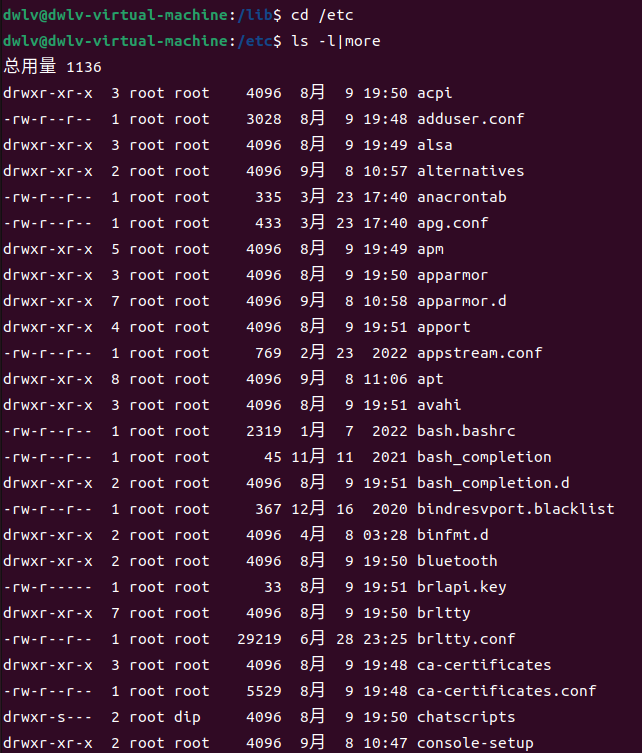 dwlv@dwlv-virtual-machine:/lib$ cd /etc
dwlv@dwlv-virtual-machine:/etc$ ls -l|more
总用量 1136
drwxr-xr-x  3 root root    4096  8月  9 19:50 acpi
-rw-r--r--  1 root root    3028  8月  9 19:48 adduser.conf
drwxr-xr-x  3 root root    4096  8月  9 19:49 alsa
drwxr-xr-x  2 root root    4096  9月  8 10:57 alternatives
-rw-r--r--  1 root root     335  3月 23 17:40 anacrontab
-rw-r--r--  1 root root     433  3月 23 17:40 apg.conf
drwxr-xr-x  5 root root    4096  8月  9 19:49 apm
drwxr-xr-x  3 root root    4096  8月  9 19:50 apparmor
drwxr-xr-x  7 root root    4096  9月  8 10:58 apparmor.d
drwxr-xr-x  4 root root    4096  8月  9 19:51 apport
-rw-r--r--  1 root root     769  2月 23  2022 appstream.conf
drwxr-xr-x  8 root root    4096  9月  8 11:06 apt
drwxr-xr-x  3 root root    4096  8月  9 19:51 avahi
-rw-r--r--  1 root root    2319  1月  7  2022 bash.bashrc
-rw-r--r--  1 root root      45 11月 11  2021 bash_completion
drwxr-xr-x  2 root root    4096  8月  9 19:51 bash_completion.d
-rw-r--r--  1 root root     367 12月 16  2020 bindresvport.blacklist
drwxr-xr-x  2 root root    4096  4月  8 03:28 binfmt.d
drwxr-xr-x  2 root root    4096  8月  9 19:50 bluetooth
-rw-r-----  1 root root      33  8月  9 19:51 brlapi.key
drwxr-xr-x  7 root root    4096  8月  9 19:50 brltty
-rw-r--r--  1 root root   29219  6月 28 23:25 brltty.conf
drwxr-xr-x  3 root root    4096  8月  9 19:48 ca-certificates
-rw-r--r--  1 root root    5529  8月  9 19:48 ca-certificates.conf
drwxr-s---  2 root dip     4096  8月  9 19:50 chatscripts
drwxr-xr-x  2 root root    4096  9月  8 10:47 console-setup